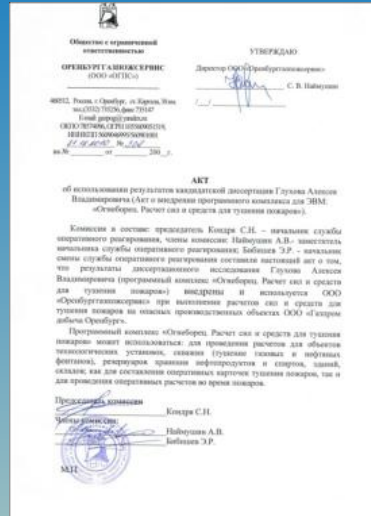 Общество с ограниченной
ответственностью
ОРЕНБУРГГАЗПОЖСЕРВИС
(ООО «ОГПС»)
УТВЕРЖДАЮ
Директор ООО «Оренбурггазпожсервис»
С. В. Наймушин
АКТ
об использовании результатов кандидатской диссертации Глухова Алексея
Владимировича (Акт о внедрении программного комплекса для ЭВМ:
«Огнеборец. Расчет сил и средств для тушения пожаров»).
Комиссия в составе: председатель Кондря С.Н. – начальник службы
оперативного реагирования, члены комиссии: Наймушин А.В.- заместитель
начальника службы оперативного реагирования; Бибишев Э.Р. - начальник
смены службы оперативного реагирования составили настоящий акт о том,
что результаты диссертационного исследования Глухова Алексея
Владимировича (программный комплекс «Огнеборец. Расчет сил и средств
для тушения пожаров») внедрены и используется ООО
«Оренбурггазпожсервис» при выполнении расчетов сил и средств для
тушения пожаров на опасных производственных объектах ООО «Газпром
добыча Оренбург».
Программный комплекс «Огнеборец. Расчет сил и средств для тушения
пожаров» может использоваться: для проведения расчетов для объектов
технологических установок, скважин (тушение газовых и нефтяных
фонтанов), резервуаров хранения нефтепродуктов и спиртов, зданий,
складов; как для составления оперативных карточек тушения пожаров, так и
для проведения оперативных расчетов во время пожаров.
Председатель комиссии
Кондря С.Н.
Члены комиссии:
Наймушин А.В.
Бибишев Э.Р.
М.П.